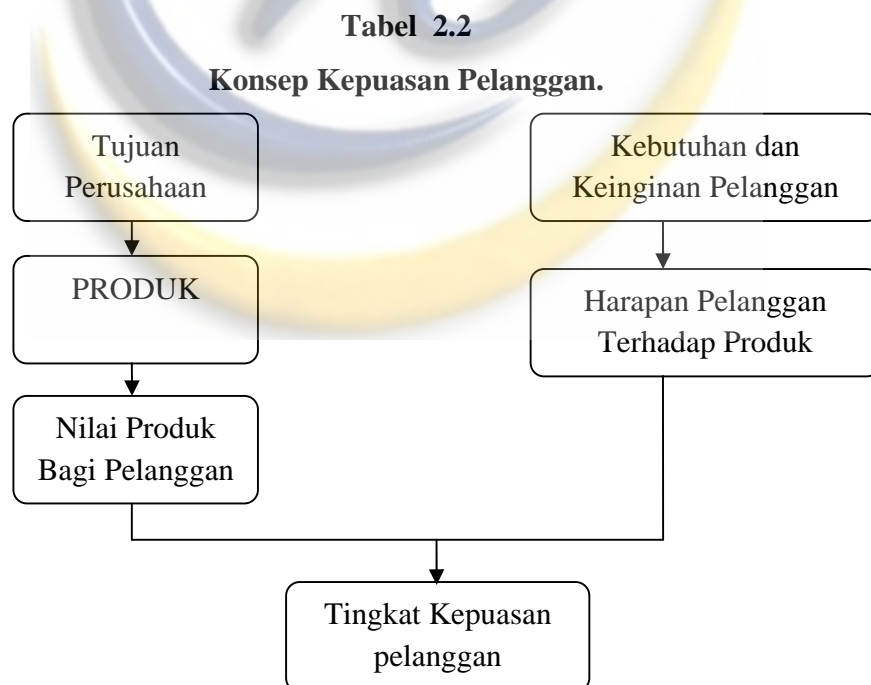 Tabel 2.2
Konsep Kepuasan Pelanggan.
Tujuan
Perusahaan
Kebutuhan dan
Keinginan Pelanggan
PRODUK
Harapan Pelanggan
Terhadap Produk
Nilai Produk
Bagi Pelanggan
Tingkat Kepuasan
pelanggan